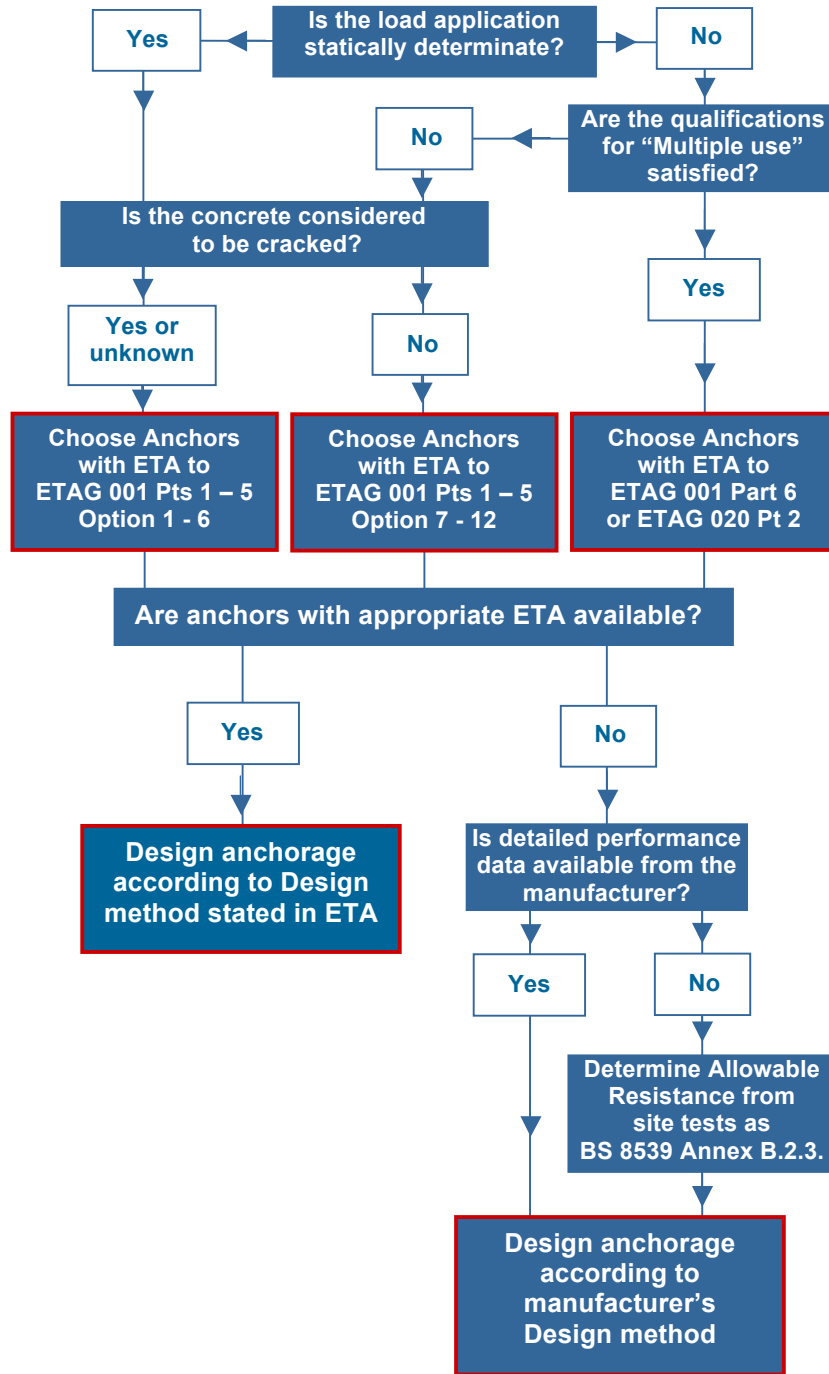 Is the load application
statically determinate?
Yes
No
Are the qualifications
for “Multiple use”
satisfied?
No
Is the concrete considered
to be cracked?
Yes or
unknown
No
Yes
Choose Anchors
with ETA to
ETAG 001 Pts 1 – 5
Option 1 - 6
Choose Anchors
with ETA to
ETAG 001 Pts 1 – 5
Option 7 - 12
Choose Anchors
with ETA to
ETAG 001 Part 6
or ETAG 020 Pt 2
Are anchors with appropriate ETA available?
Yes
No
Design anchorage
according to Design
method stated in ETA
Is detailed performance
data available from the
manufacturer?
Yes
No
Determine Allowable
Resistance from
site tests as
BS 8539 Annex B.2.3.
Design anchorage
according to
manufacturer’s
Design method